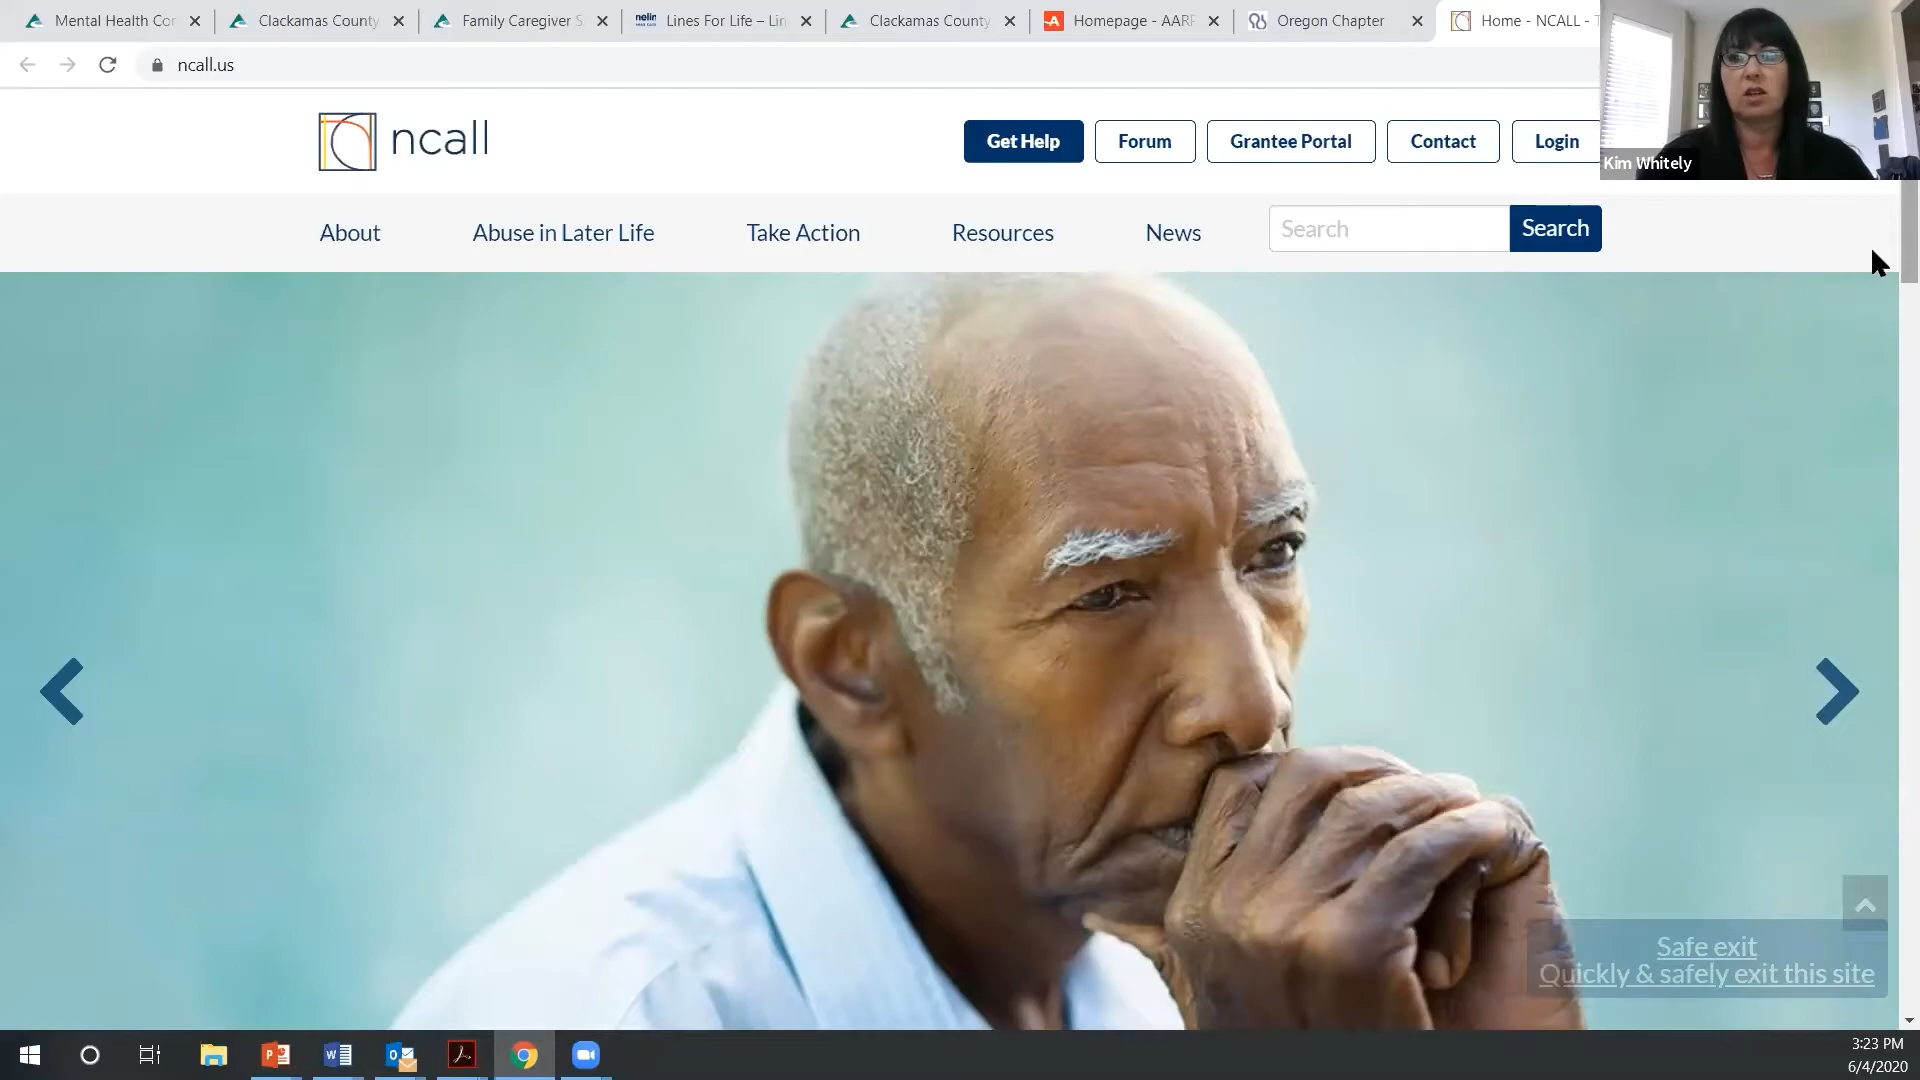 Mental Health Cor
Clackamas County
Family Caregiver S
Lines For Life – Lin
Clackamas County
Homepage - AARP
Oregon Chapter
Home - NCALL -
ncall.us
ncall
Get Help
Forum
Grantee Portal
Contact
Login
Kim Whitely
About
Abuse in Later Life
Take Action
Resources
News
Search
Search
Safe exit
Quickly & safely exit this site
3:23 PM
6/4/2020